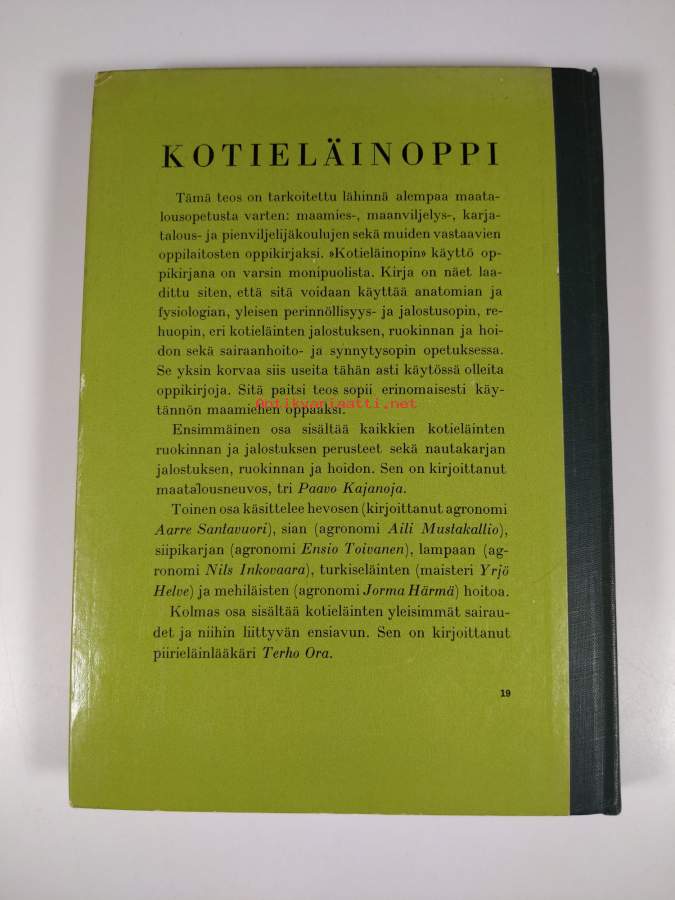 KOTIELÄINOPPI
Tämä teos on tarkoitettu lähinnä alempaa maata-
lousopetusta varten: maamies-, maanviljelys-, karja-
talous- ja pienviljelijäkoulujen sekä muiden vastaavien
oppilaitosten oppikirjaksi. »Kotieläinopin» käyttö op-
pikirjana on varsin monipuolista. Kirja on näet laa-
dittu siten, että sitä voidaan käyttää anatomian ja
fysiologian, yleisen perinnöllisyys- ja jalostusopin, re-
huopin, eri kotieläinten jalostuksen, ruokinnan ja hoi-
don sekä sairaanhoito- ja synnytysopin opetuksessa.
Se yksin korvaa siis useita tähän asti käytössä olleita
oppikirjoja. Sitä paitsi teos sopii erinomaisesti käy-
Antikvariaatti.net
tännön maamiehen oppaaksi.
Ensimmäinen osa sisältää kaikkien kotieläinten
ruokinnan ja jalostuksen perusteet sekä nautakarjan
jalostuksen, ruokinnan ja hoidon. Sen on kirjoittanut
maatalousneuvos, tri Paavo Kajanoja.
Toinen osa käsittelee hevosen (kirjoittanut agronomi
Aarre Santavuori), sian (agronomi Aili Mustakallio),
siipikarjan (agronomi Ensio Toivanen), lampaan (ag-
ronomi Nils Inkovaara), turkiseläinten (maisteri Yrjö
Helve) ja mehiläisten (agronomi Jorma Härmä) hoitoa.
Kolmas osa sisältää kotieläinten yleisimmät sairau-
det ja niihin liittyvän ensiavun. Sen on kirjoittanut
piirieläinlääkäri Terho Ora.
19